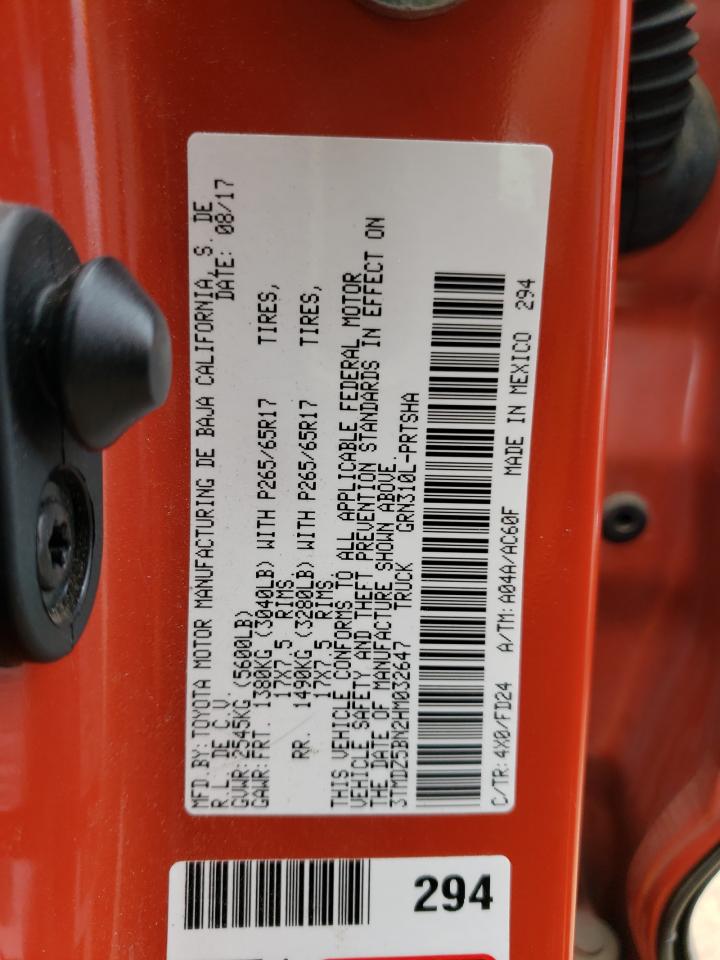 MFD.BY:TOYOTA MOTOR MANUFACTURING DE BAJA CALIFORNIA, S. DE
R.L. DE C.V. DATE: 08/17
GVWR:2545KG (5600LB)
GAWR:FRT. 1380KG (3040LB) WITH P265/65R17 TIRES,
17X7.5 RIMS.
RR. 1490KG (3280LB) WITH P265/65R17 TIRES,
17X7.5 RIMS.
THIS VEHICLE CONFORMS TO ALL APPLICABLE FEDERAL MOTOR
VEHICLE SAFETY AND THEFT PREVENTION STANDARDS IN EFFECT ON
THE DATE OF MANUFACTURE SHOWN ABOVE.
3TMDZ5BN2HM032647 TRUCK GRN310L-PRTSHA
C/TR:4X0/FD24 A/TM:A04A/AC60F MADE IN MEXICO 294
294